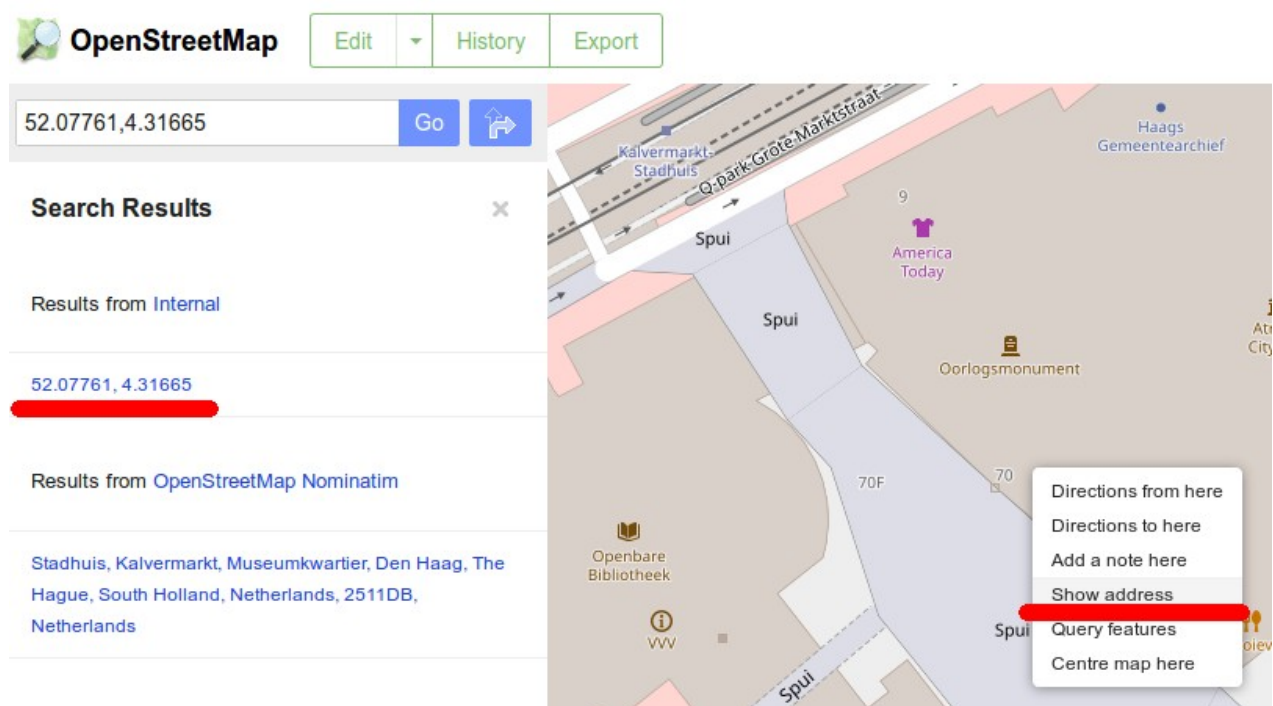 OpenStreetMap
Edit
History
Export
52.07761,4.31665
Go
Search Results
×
Results from Internal
52.07761, 4.31665
Results from OpenStreetMap Nominatim
Stadhuis, Kalvermarkt, Museumkwartier, Den Haag, The
Hague, South Holland, Netherlands, 2511DB,
Netherlands
Kalvermarkt-
Stadhuis
Q-park Grote Marktstraat
Haags
Gemeentearchief
9
Spui
America
Today
Spui
Oorlogsmonument
City
70F
70
Openbare
Bibliotheek
VVV
Spui
Spui
Directions from here
Directions to here
Add a note here
Show address
Query features
Centre map here